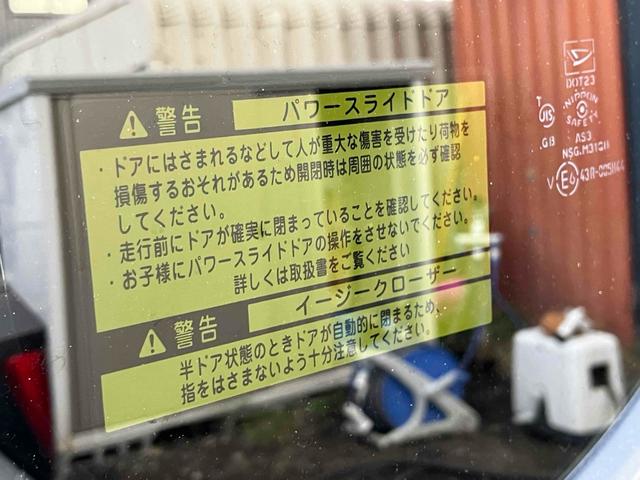 警告 パワースライドドア
・ドアにはさまれるなどして人が重大な傷害を受けたり荷物を
損傷するおそれがあるため開閉時は周囲の状態を必ず確認
してください。
・走行前にドアが確実に閉まっていることを確認してください。
・お子様にパワースライドドアの操作をさせないでください。
詳しくは取扱書をご覧ください
警告 イージークローザー
半ドア状態のときドアが自動的に閉まるため、
指をはさまないよう十分注意してください。
DOT23
NIPPON
SAFETY
JIS
AS3